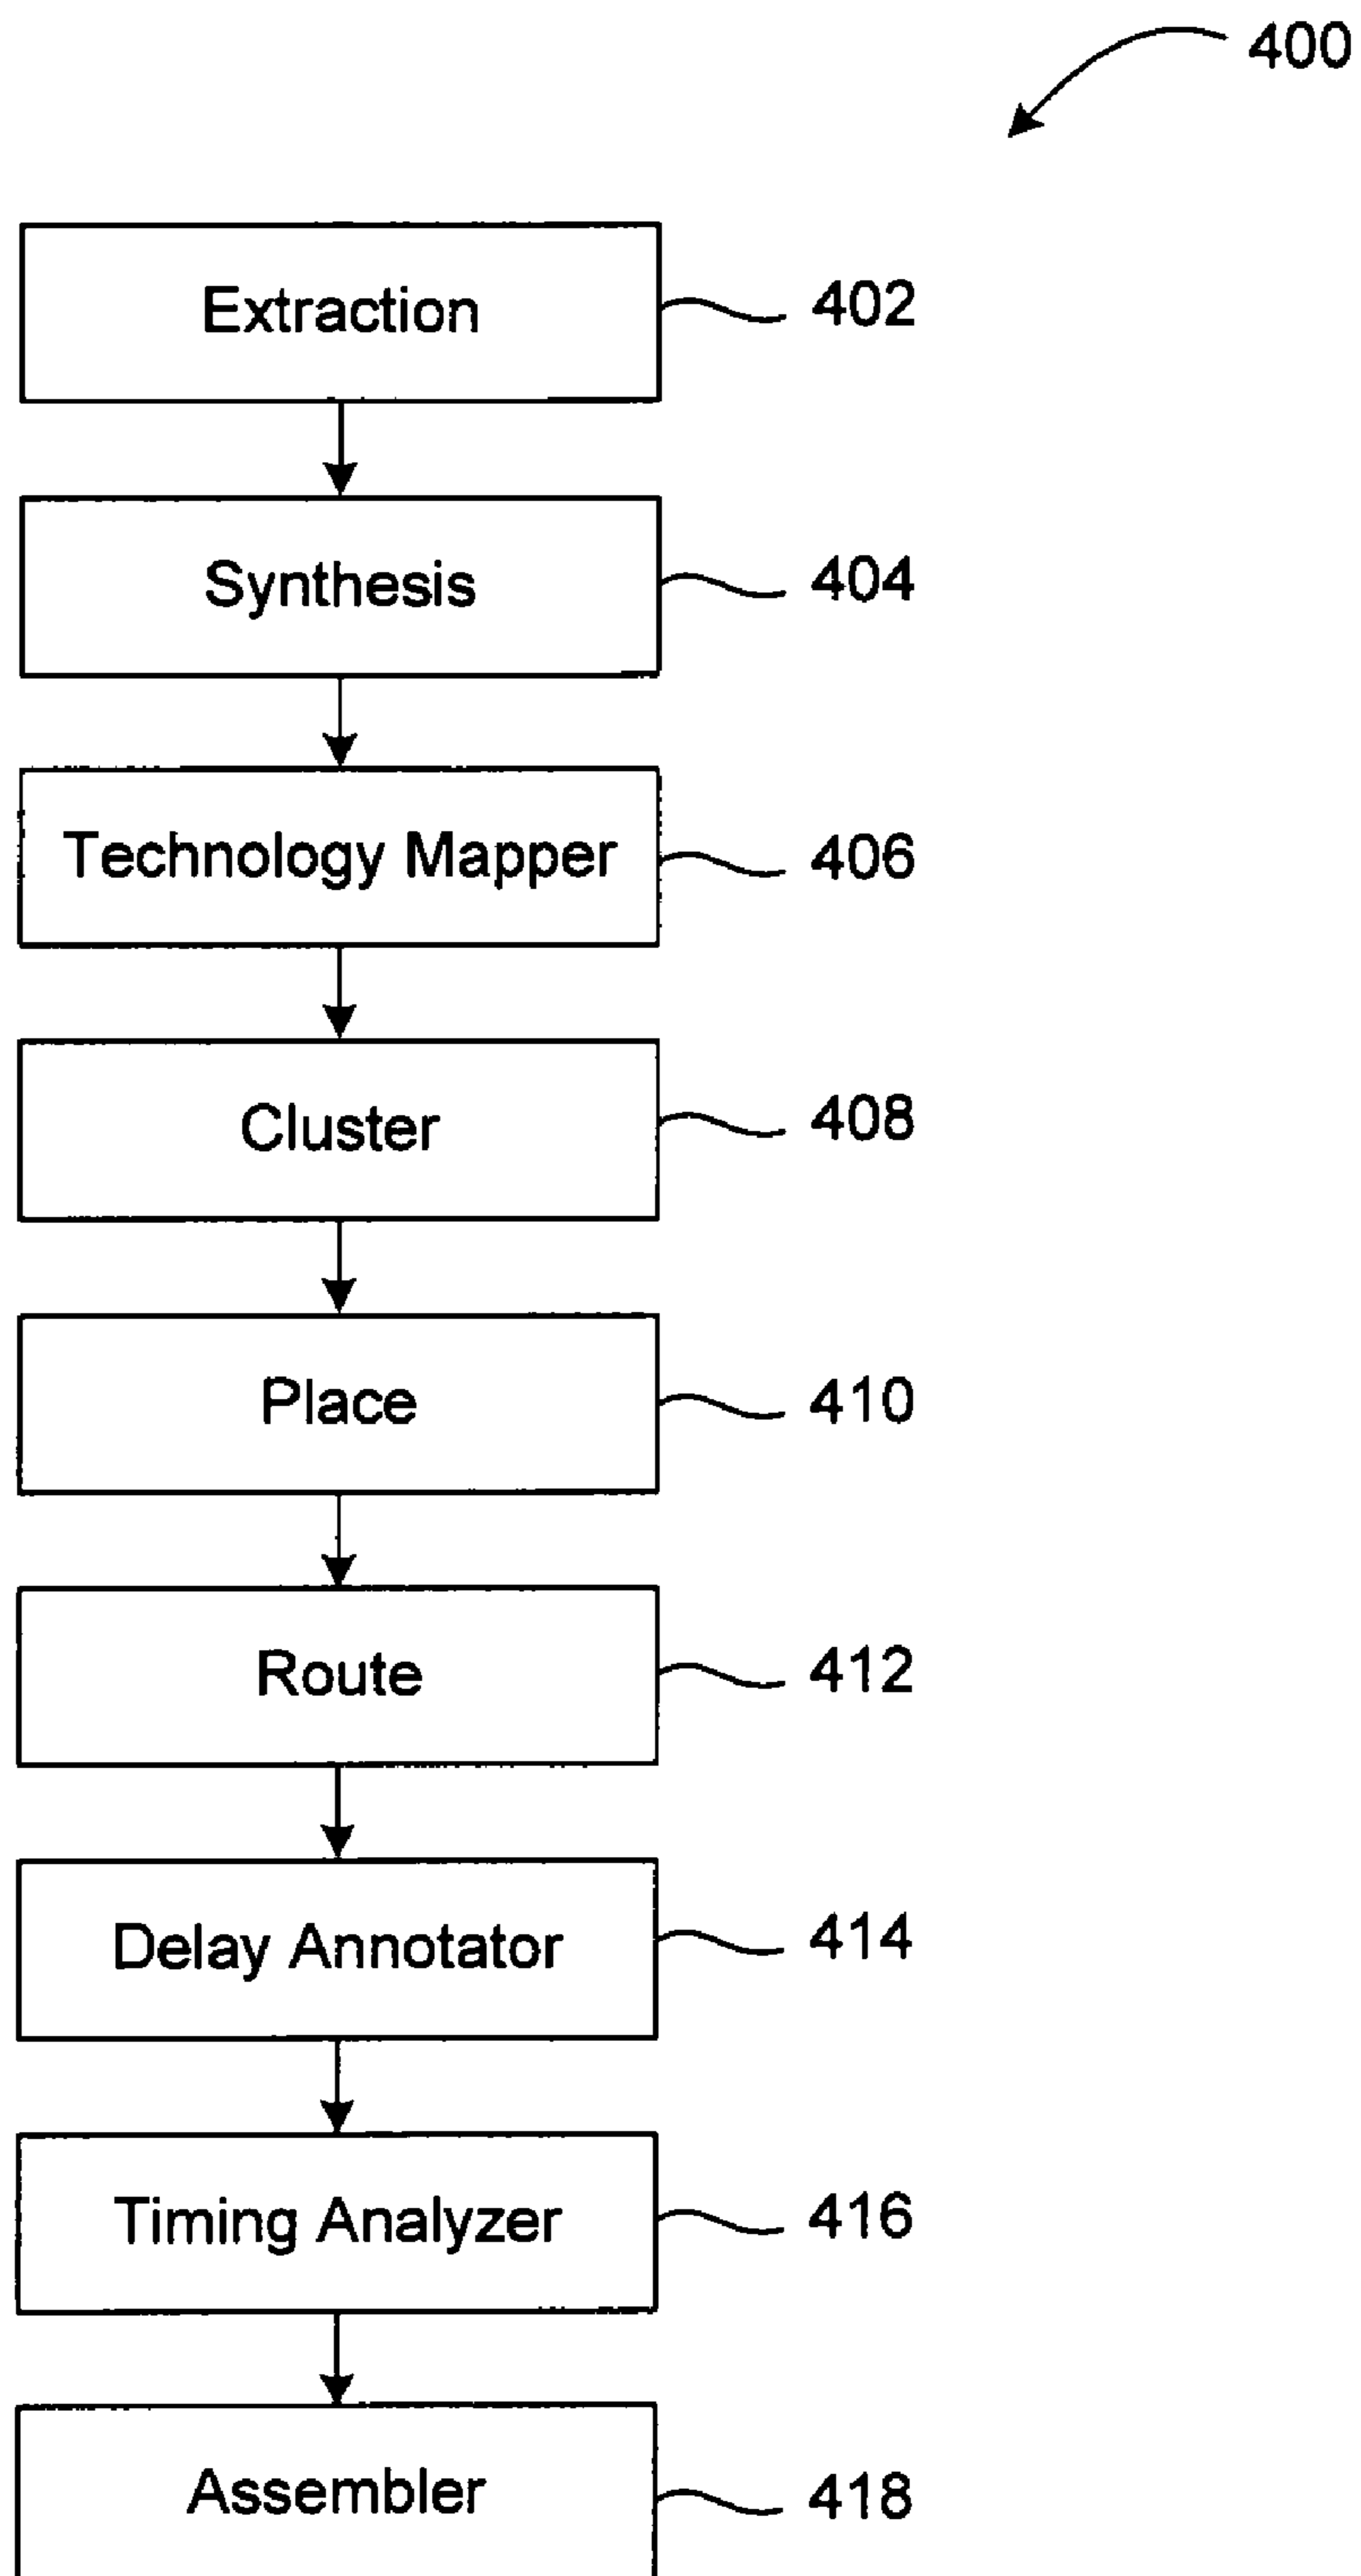 400
Extraction 402
Synthesis 404
Technology Mapper 406
Cluster 408
Place 410
Route 412
Delay Annotator 414
Timing Analyzer 416
Assembler 418